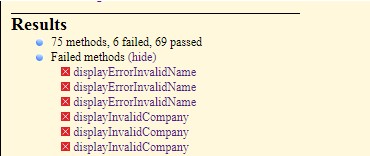 Results
75 methods, 6 failed, 69 passed
Failed methods (hide)
displayErrorInvalidName
displayErrorInvalidName
displayErrorInvalidName
displayInvalidCompany
displayInvalidCompany
displayInvalidCompany